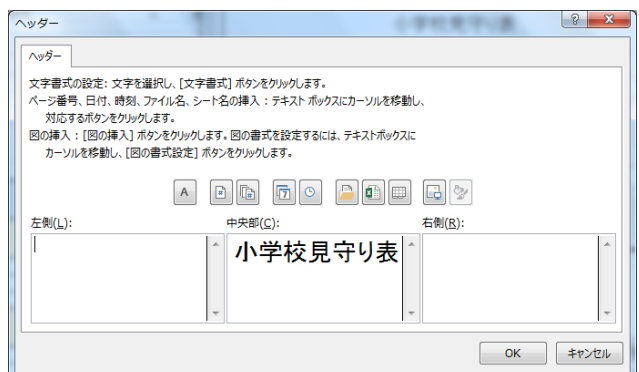 ヘッダー
小学校見守り表
ヘッダー
文字書式の設定: 文字を選択し、[文字書式] ボタンをクリックします。
ページ番号、日付、時刻、ファイル名、シート名の挿入 : テキスト ボックスにカーソルを移動し、
対応するボタンをクリックします。
図の挿入 : [図の挿入] ボタンをクリックします。図の書式を設定するには、テキストボックスに
カーソルを移動し、[図の書式設定] ボタンをクリックします。
A
左側(L):
中央部(C):
右側(R):
小学校見守り表
OK
キャンセル